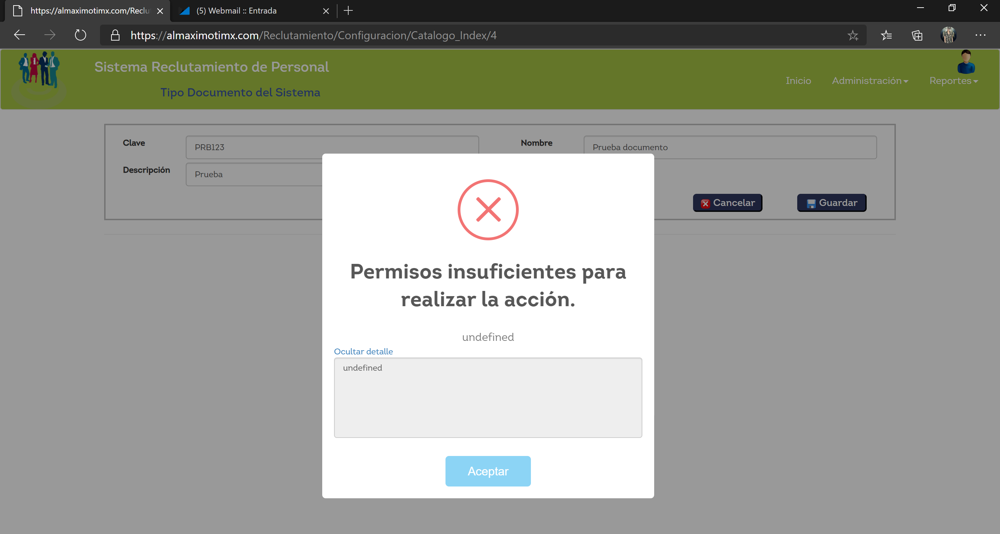 https://almaximotimx.com/Reclu
(5) Webmail :: Entrada
https://almaximotimx.com/Reclutamiento/Configuracion/Catalogo_Index/4
Sistema Reclutamiento de Personal
Tipo Documento del Sistema
Inicio
Administración
Reportes
Clave
PRB123
Nombre
Prueba documento
Descripción
Prueba
Cancelar
Guardar
Permisos insuficientes para
realizar la acción.
undefined
Ocultar detalle
undefined
Aceptar